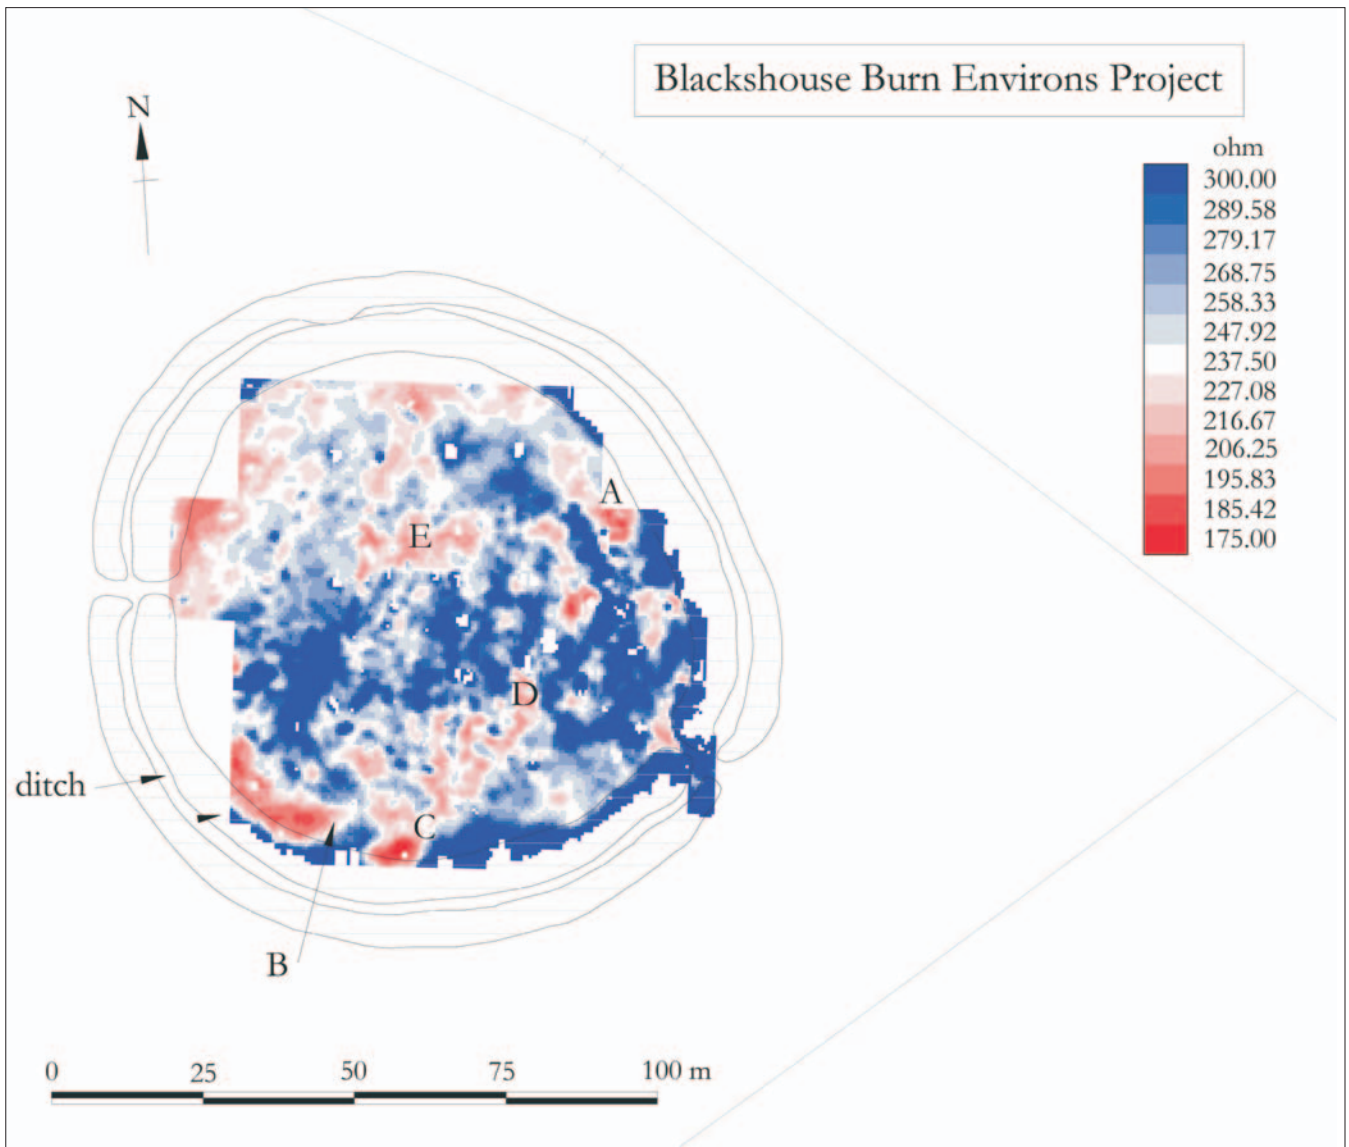 Blackshouse Burn Environs Project
N
ohm
300.00
289.58
279.17
268.75
258.33
247.92
237.50
227.08
216.67
206.25
195.83
185.42
175.00
A
E
D
ditch
C
B
0 25 50 75 100 m